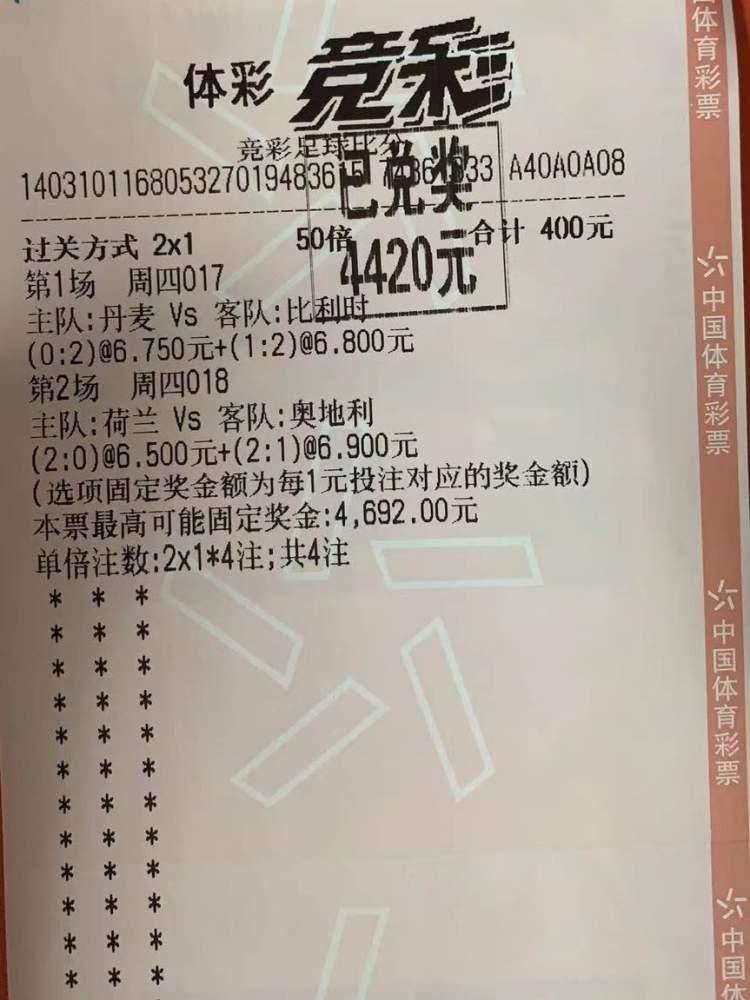 体彩 竞彩
竞彩足球比分
已兑奖
A40A0A08
4420元
过关方式 2x1 50倍 合计 400元
第1场 周四017
主队:丹麦 Vs 客队:比利时
(0:2)@6.750元+(1:2)@6.800元
第2场 周四018
主队:荷兰 Vs 客队:奥地利
(2:0)@6.500元+(2:1)@6.900元
(选项固定奖金额为每1元投注对应的奖金额)
本票最高可能固定奖金:4,692.00元
单倍注数:2x1*4注;共4注
* * *
* * *
* * *
* * *
* * *
* * *
* * *
* * *
* * *
* * *
* * *
* * *
国体育彩票
中国体育彩票
中国体育彩票
中国体